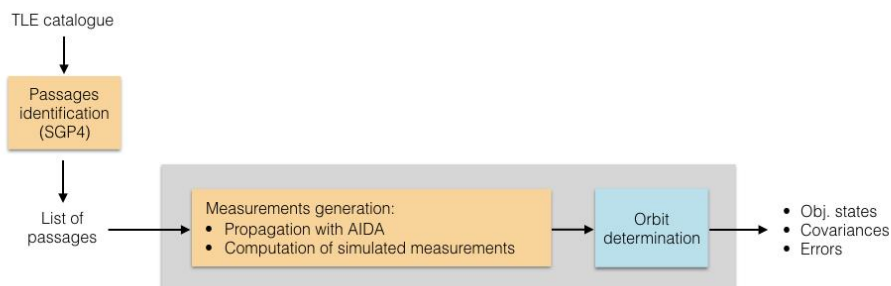 TLE catalogue
Passages
identification
(SGP4)
List of
passages
Measurements generation:
• Propagation with AIDA
• Computation of simulated measurements
Orbit
determination
• Obj. states
• Covariances
• Errors